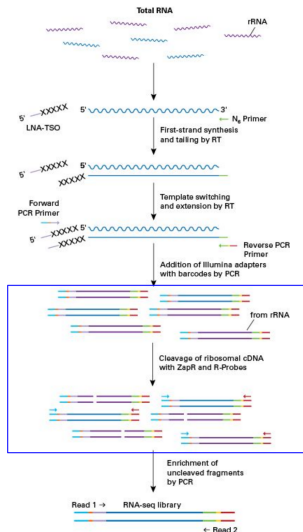 Total RNA
rRNA
XXXXX
5'
5'
3'
LNA-TSO
N6 Primer
First-strand synthesis
and tailing by RT
5'
XXXXX
XXXXX
Forward
PCR Primer
Template switching
and extension by RT
5'
XXXXX
5'
XXXXX
Reverse PCR
Primer
Addition of Illumina adapters
with barcodes by PCR
from rRNA
Cleavage of ribosomal cDNA
with ZapR and R-Probes
Enrichment of
uncleaved fragments
by PCR
Read 1 → RNA-seq library
← Read 2